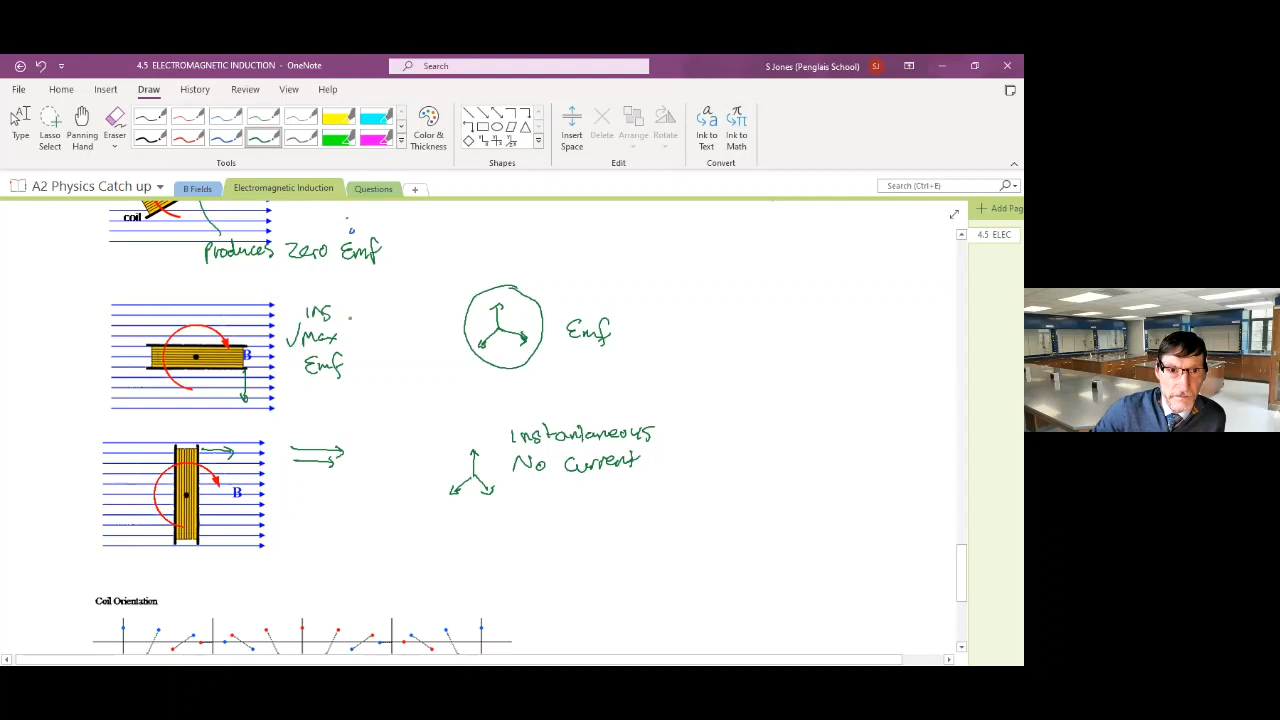 4.5 ELECTROMAGNETIC INDUCTION - OneNote
Search
S Jones (Penglais School)
SJ
File Home Insert Draw History Review View Help
Type
Lasso Select
Panning Hand
Eraser
Color & Thickness
Insert Space
Delete
Arrange
Rotate
Ink to Text
Ink to Math
Tools
Shapes
Edit
Convert
A2 Physics Catch up
B Fields
Electromagnetic Induction
Questions
Search (Ctrl+E)
Add Pag
4.5 ELEC
coil
Produces Zero Emf
ins
Max
Emf
B
Emf
Instantaneous
No Current
B
Coil Orientation